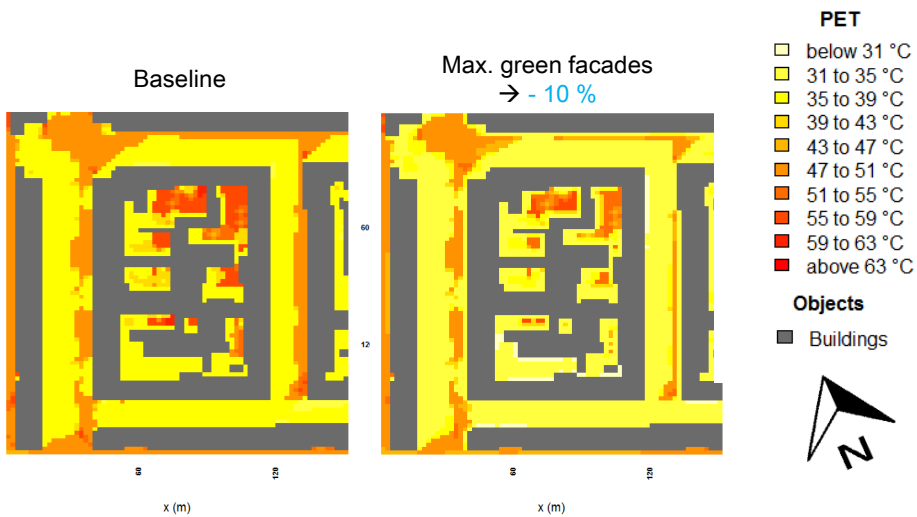 Baseline
Max. green facades
→ - 10 %
60
12
60
120
x (m)
60
120
x (m)
PET
below 31 °C
31 to 35 °C
35 to 39 °C
39 to 43 °C
43 to 47 °C
47 to 51 °C
51 to 55 °C
55 to 59 °C
59 to 63 °C
above 63 °C
Objects
Buildings
N